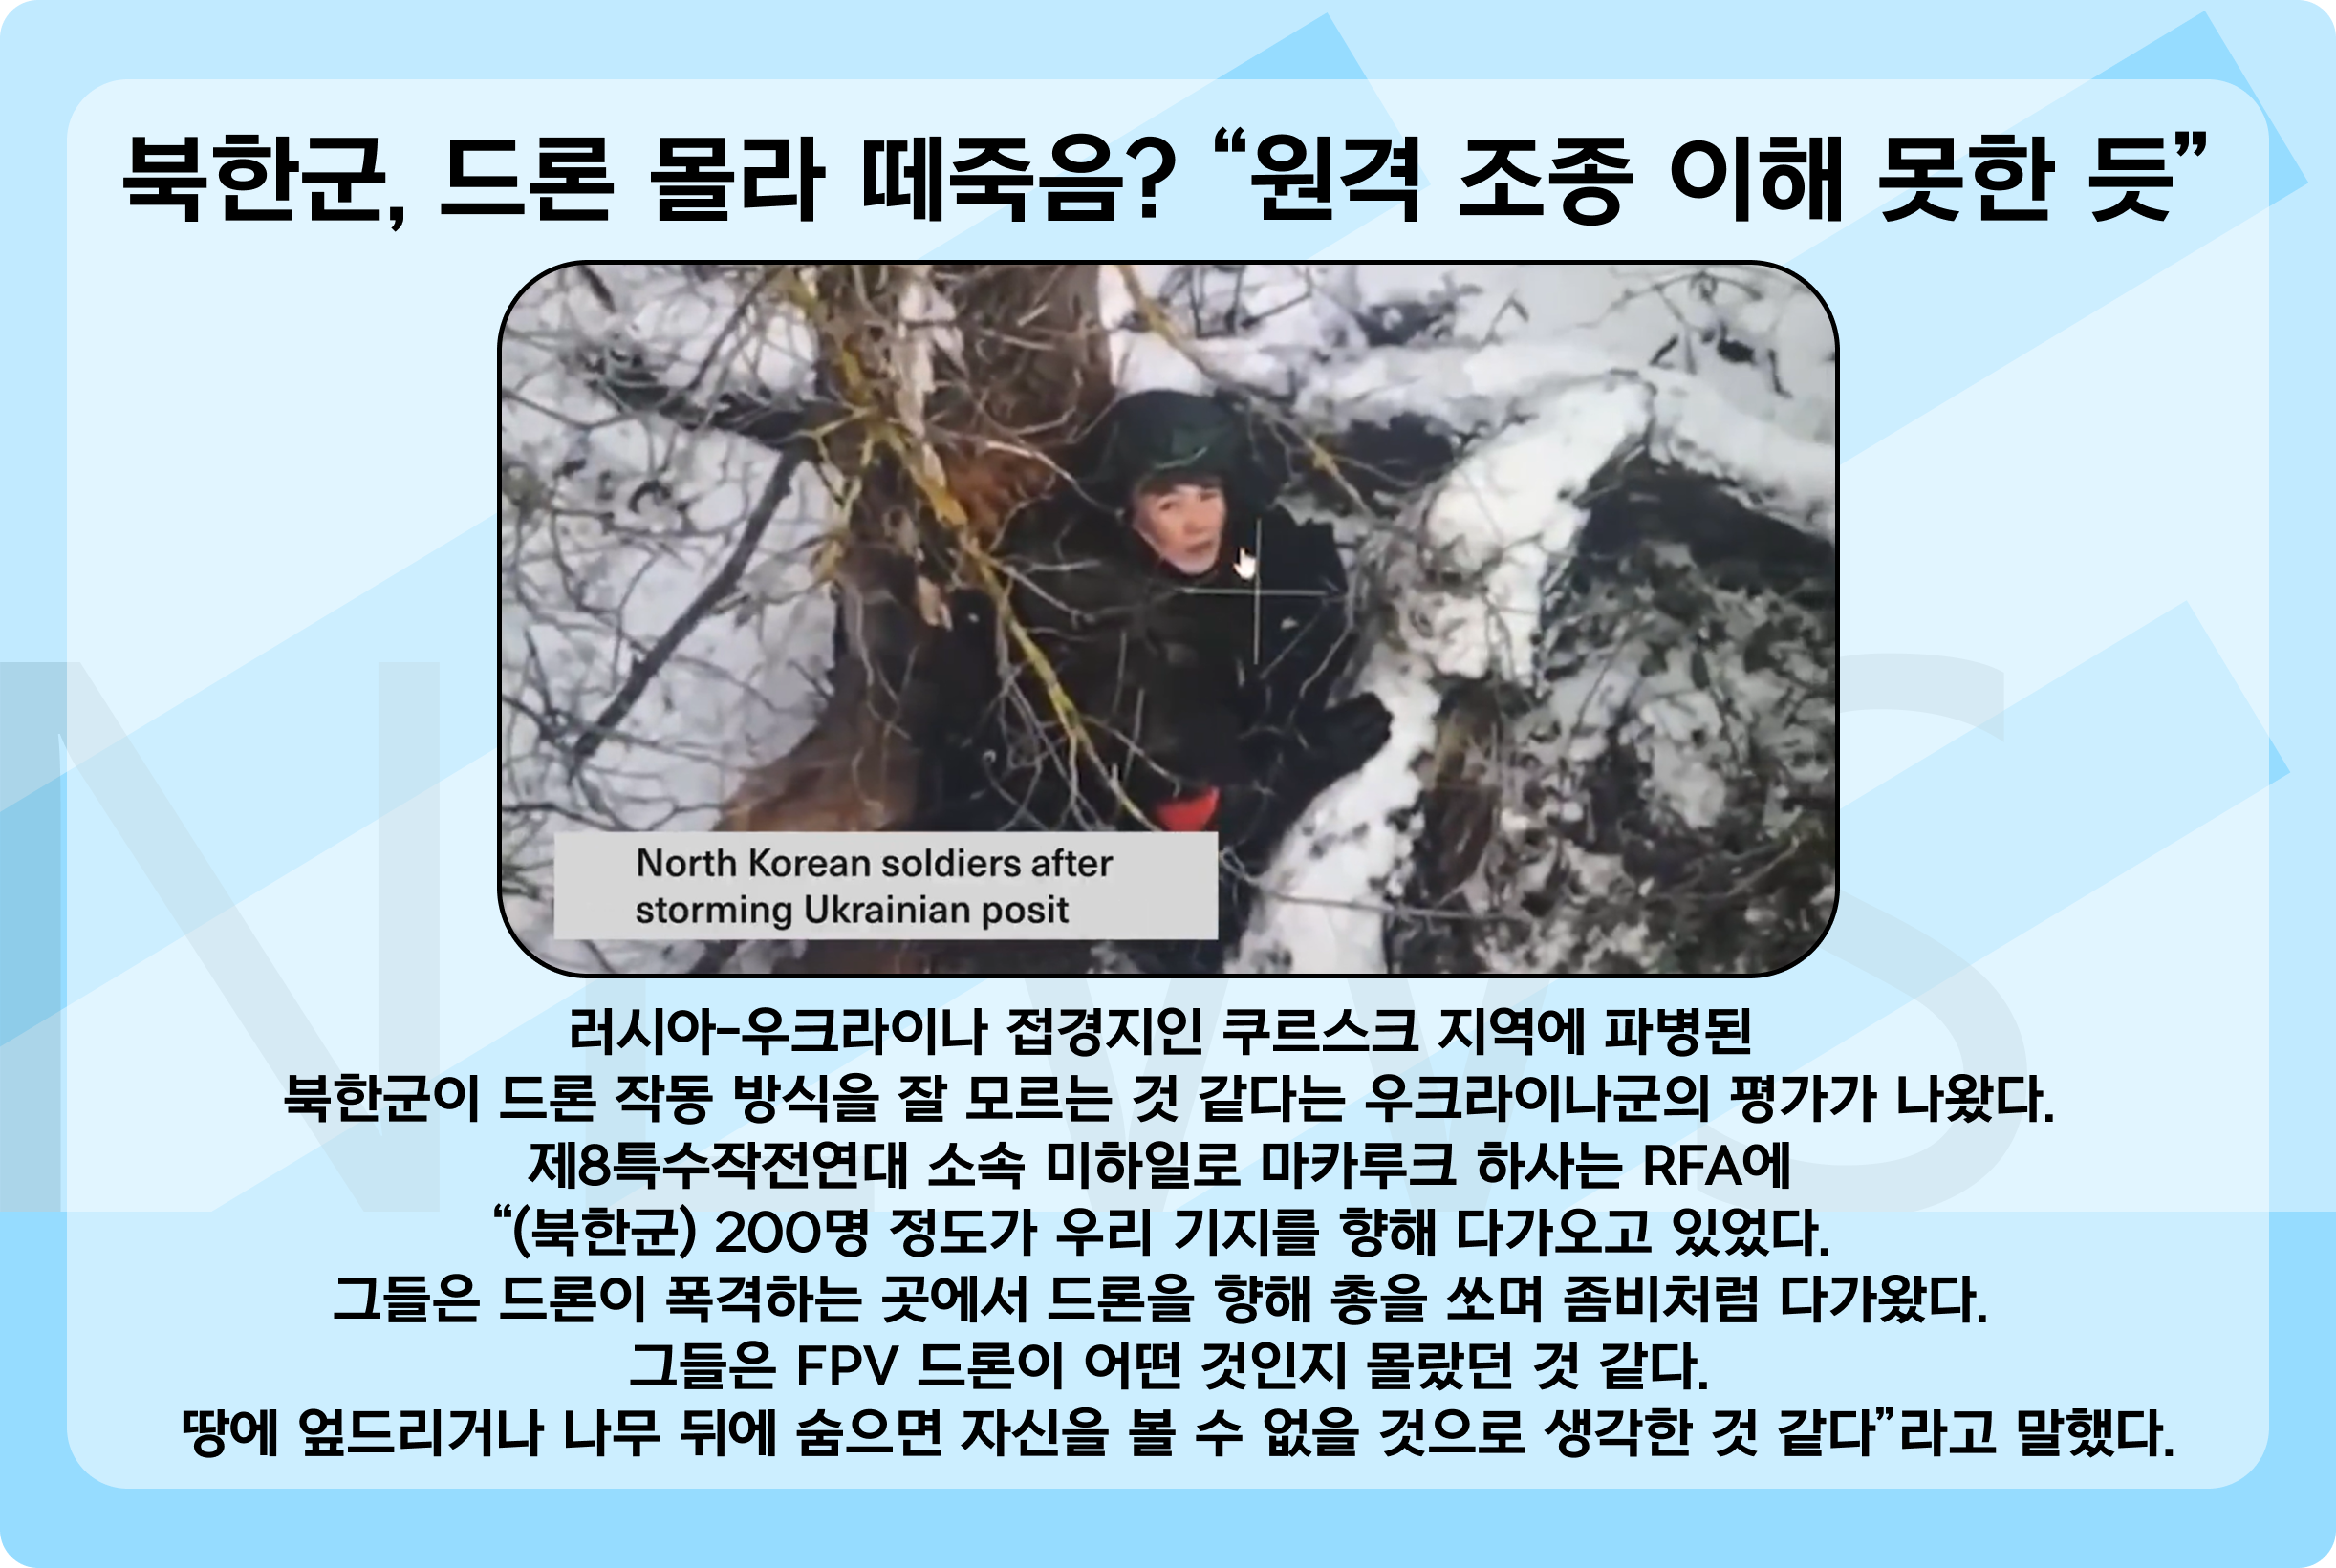 북한군, 드론 몰라 떼죽음? “원격 조종 이해 못한 듯”
North Korean soldiers after
storming Ukrainian posit
러시아-우크라이나 접경지인 쿠르스크 지역에 파병된
북한군이 드론 작동 방식을 잘 모르는 것 같다는 우크라이나군의 평가가 나왔다.
제8특수작전연대 소속 미하일로 마카루크 하사는 RFA에
“(북한군) 200명 정도가 우리 기지를 향해 다가오고 있었다.
그들은 드론이 폭격하는 곳에서 드론을 향해 총을 쏘며 좀비처럼 다가왔다.
그들은 FPV 드론이 어떤 것인지 몰랐던 것 같다.
땅에 엎드리거나 나무 뒤에 숨으면 자신을 볼 수 없을 것으로 생각한 것 같다”라고 말했다.
NEWS